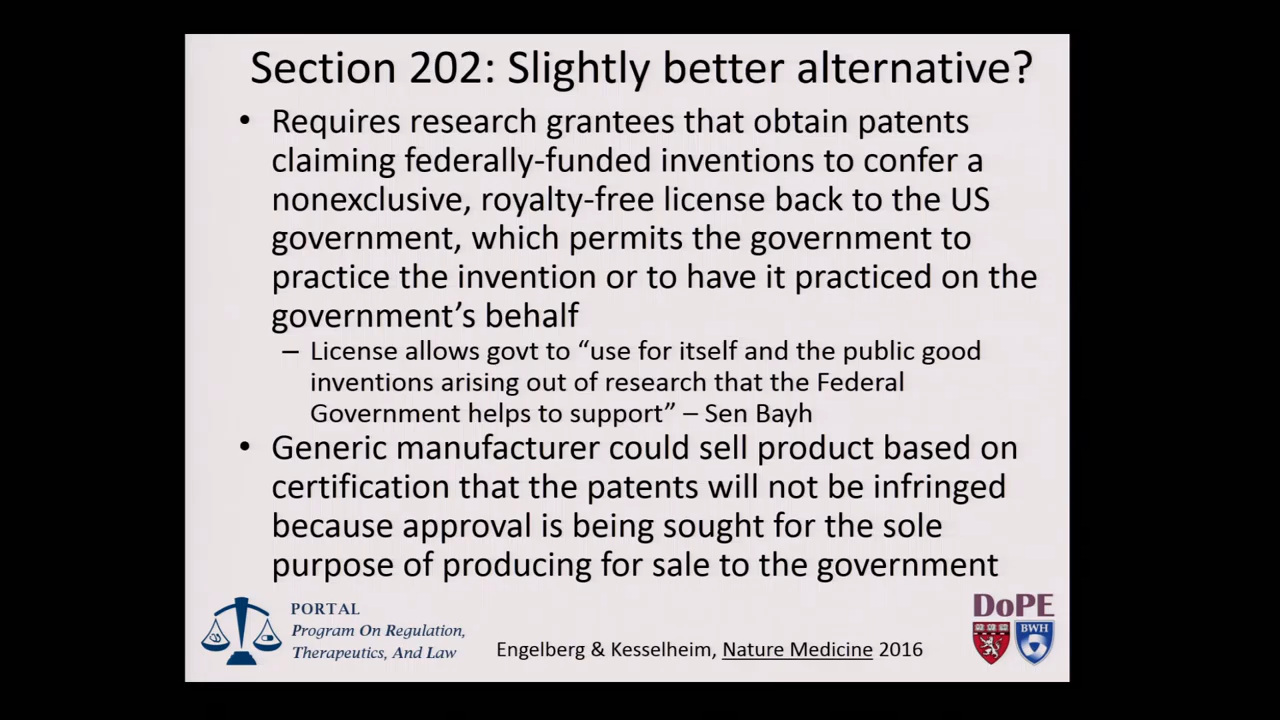 Section 202: Slightly better alternative?
• Requires research grantees that obtain patents
claiming federally-funded inventions to confer a
nonexclusive, royalty-free license back to the US
government, which permits the government to
practice the invention or to have it practiced on the
government’s behalf
– License allows govt to “use for itself and the public good
inventions arising out of research that the Federal
Government helps to support” – Sen Bayh
• Generic manufacturer could sell product based on
certification that the patents will not be infringed
because approval is being sought for the sole
purpose of producing for sale to the government
PORTAL
Program On Regulation,
Therapeutics, And Law
Engelberg & Kesselheim, Nature Medicine 2016
DoPE
BWH